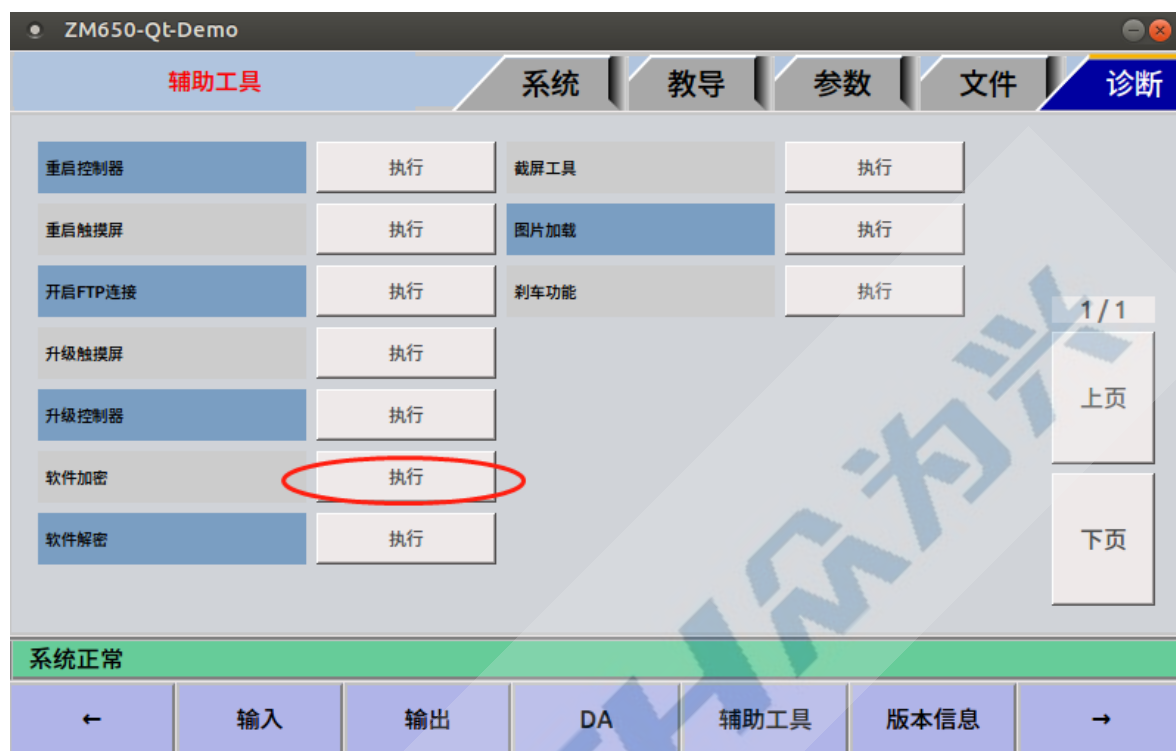 ZM650-Qt-Demo
辅助工具 系统 教导 参数 文件 诊断
重启控制器 执行 截屏工具 执行
重启触摸屏 执行 图片加载 执行
开启FTP连接 执行 刹车功能 执行
1/1
升级触摸屏 执行
上页
升级控制器 执行
软件加密 执行
软件解密 执行
下页
系统正常
← 输入 输出 DA 辅助工具 版本信息 →
众为兴